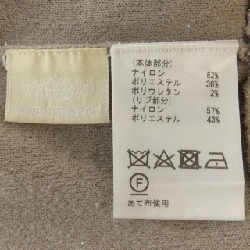 (本体部分)
ナイロン 62%
ポリエステル 36%
ポリウレタン 2%
(リブ部分)
ナイロン 57%
ポリエステル 43%
F
あて布使用